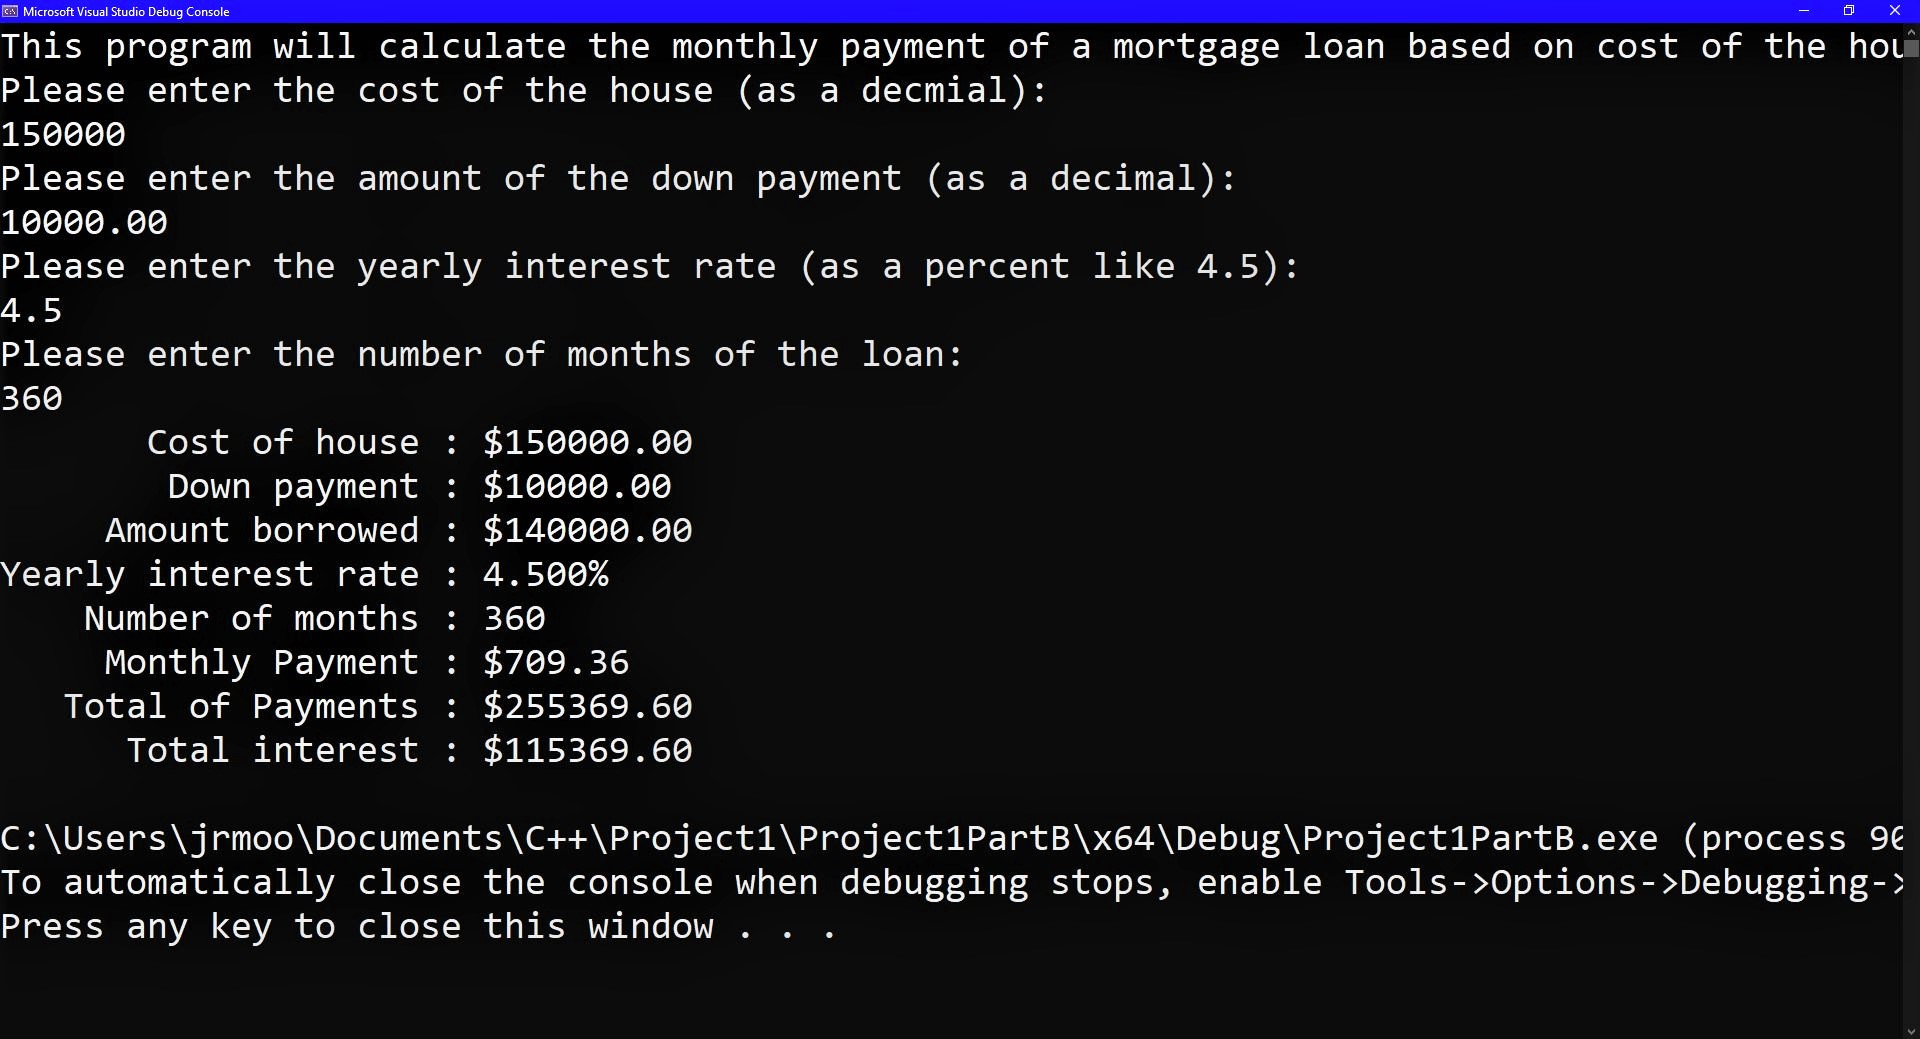 Microsoft Visual Studio Debug Console
This program will calculate the monthly payment of a mortgage loan based on cost of the hou
Please enter the cost of the house (as a decmial):
150000
Please enter the amount of the down payment (as a decimal):
10000.00
Please enter the yearly interest rate (as a percent like 4.5):
4.5
Please enter the number of months of the loan:
360
Cost of house : $150000.00
Down payment : $10000.00
Amount borrowed : $140000.00
Yearly interest rate : 4.500%
Number of months : 360
Monthly Payment : $709.36
Total of Payments : $255369.60
Total interest : $115369.60
C:\Users\jrmoo\Documents\C++\Project1\Project1PartB\x64\Debug\Project1PartB.exe (process 90
To automatically close the console when debugging stops, enable Tools->Options->Debugging->
Press any key to close this window . . .